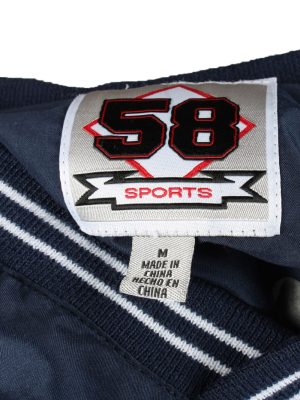 58
SPORTS
M
MADE IN
CHINA
HECHO EN
CHINA